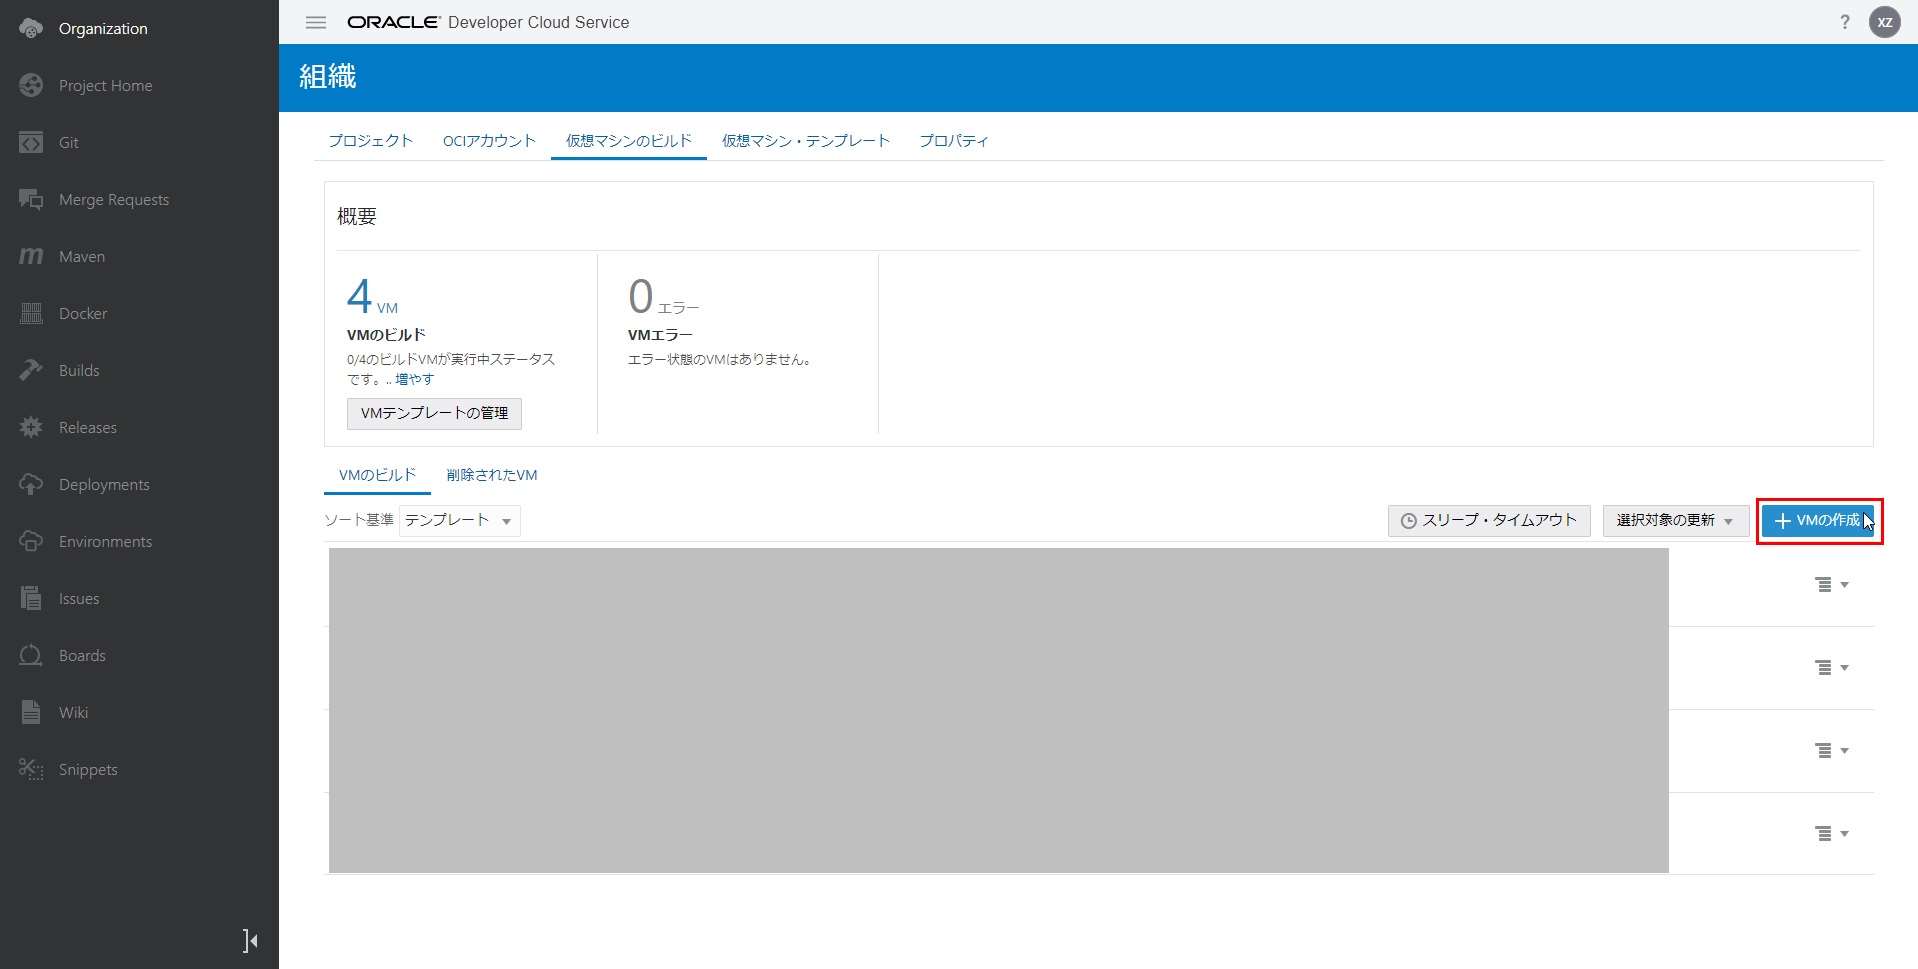 Organization
Project Home
Git
Merge Requests
Maven
Docker
Builds
Releases
Deployments
Environments
Issues
Boards
Wiki
Snippets
ORACLE Developer Cloud Service
?
XZ
組織
プロジェクト
OCIアカウント
仮想マシンのビルド
仮想マシン・テンプレート
プロパティ
概要
4 VM
VMのビルド
0/4のビルドVMが実行中ステータス
です。.. 増やす
VMテンプレートの管理
0 エラー
VMエラー
エラー状態のVMはありません。
VMのビルド
削除されたVM
ソート基準 テンプレート
スリープ・タイムアウト
選択対象の更新
VMの作成